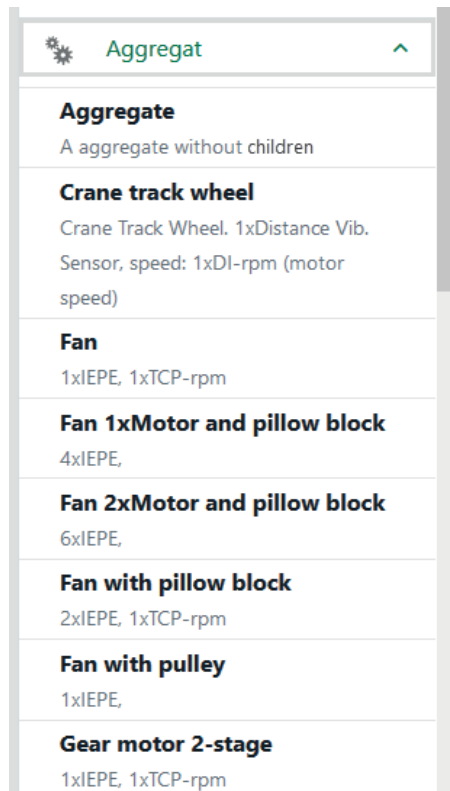 Aggregat
Aggregate
A aggregate without children
Crane track wheel
Crane Track Wheel. 1xDistance Vib.
Sensor, speed: 1xDI-rpm (motor
speed)
Fan
1xIEPE, 1xTCP-rpm
Fan 1xMotor and pillow block
4xIEPE,
Fan 2xMotor and pillow block
6xIEPE,
Fan with pillow block
2xIEPE, 1xTCP-rpm
Fan with pulley
1xIEPE,
Gear motor 2-stage
1xIEPE, 1xTCP-rpm